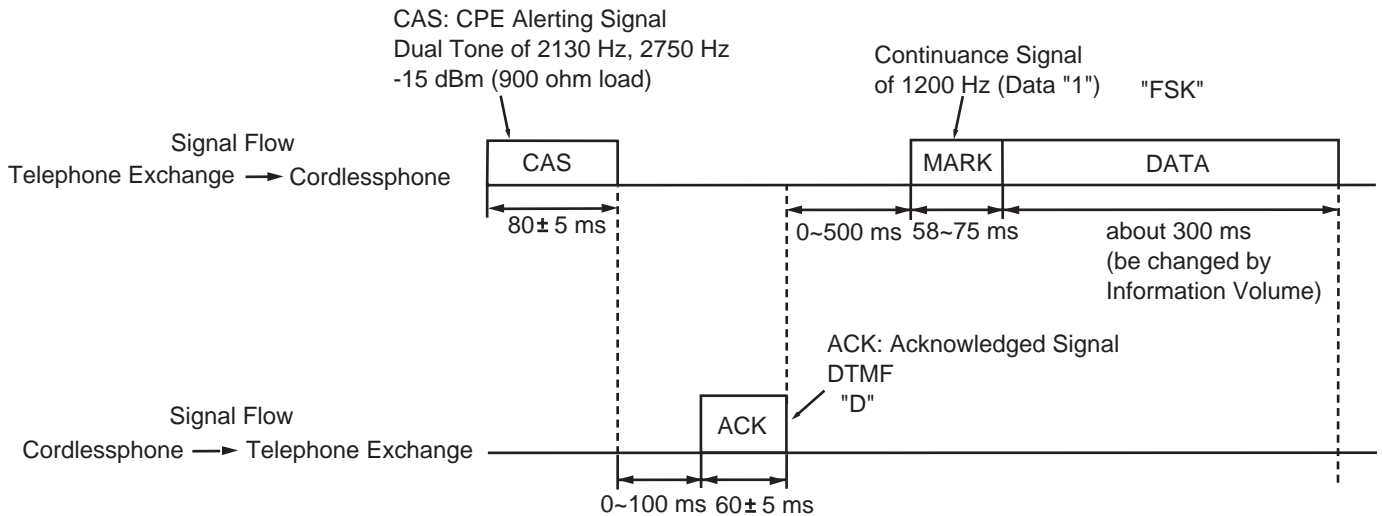 CAS: CPE Alerting Signal
Dual Tone of 2130 Hz, 2750 Hz
-15 dBm (900 ohm load)
Continuance Signal
of 1200 Hz (Data "1")
"FSK"
Signal Flow
Telephone Exchange → Cordlessphone
CAS
MARK
DATA
80± 5 ms
0~500 ms
58~75 ms
about 300 ms
(be changed by
Information Volume)
ACK: Acknowledged Signal
DTMF
"D"
Signal Flow
Cordlessphone → Telephone Exchange
ACK
0~100 ms
60± 5 ms